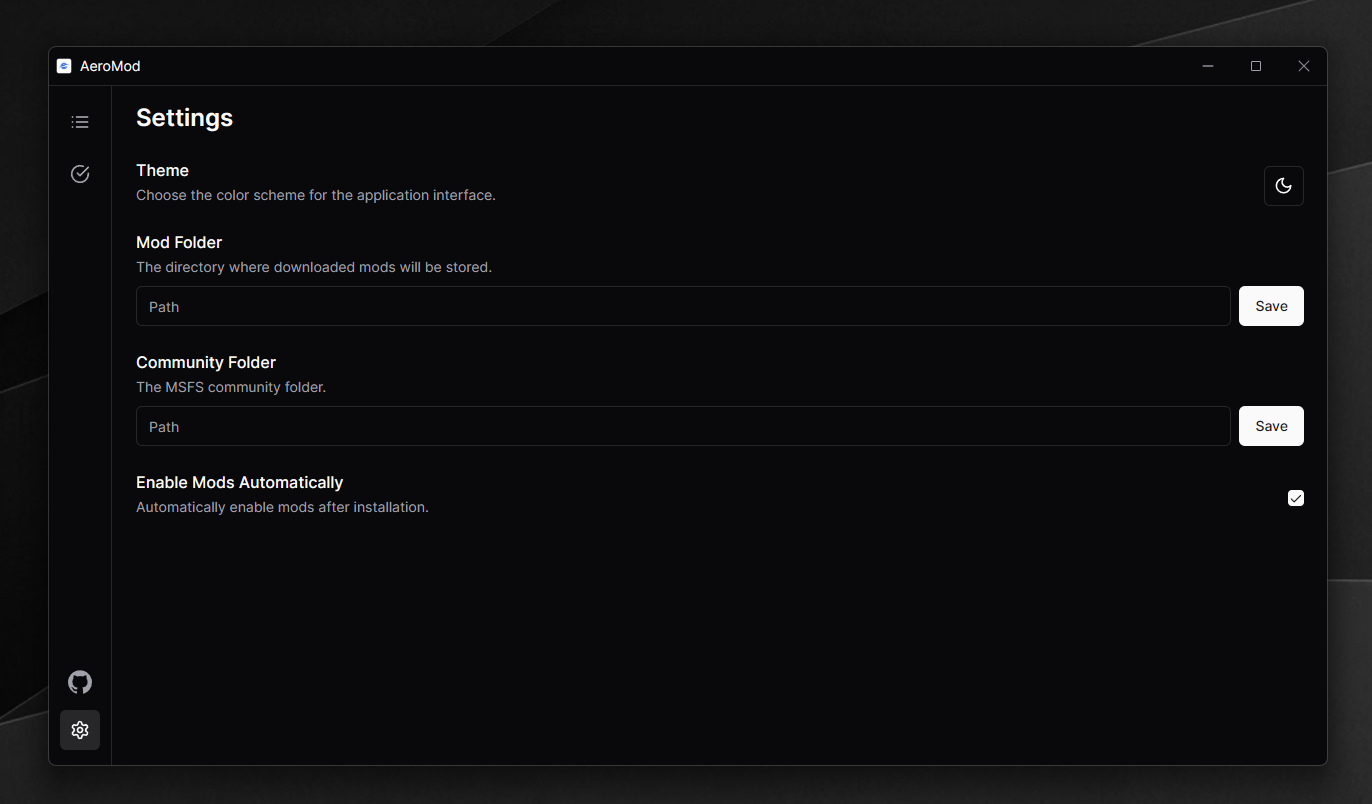 AeroMod
Settings
Theme
Choose the color scheme for the application interface.
Mod Folder
The directory where downloaded mods will be stored.
Path
Save
Community Folder
The MSFS community folder.
Path
Save
Enable Mods Automatically
Automatically enable mods after installation.